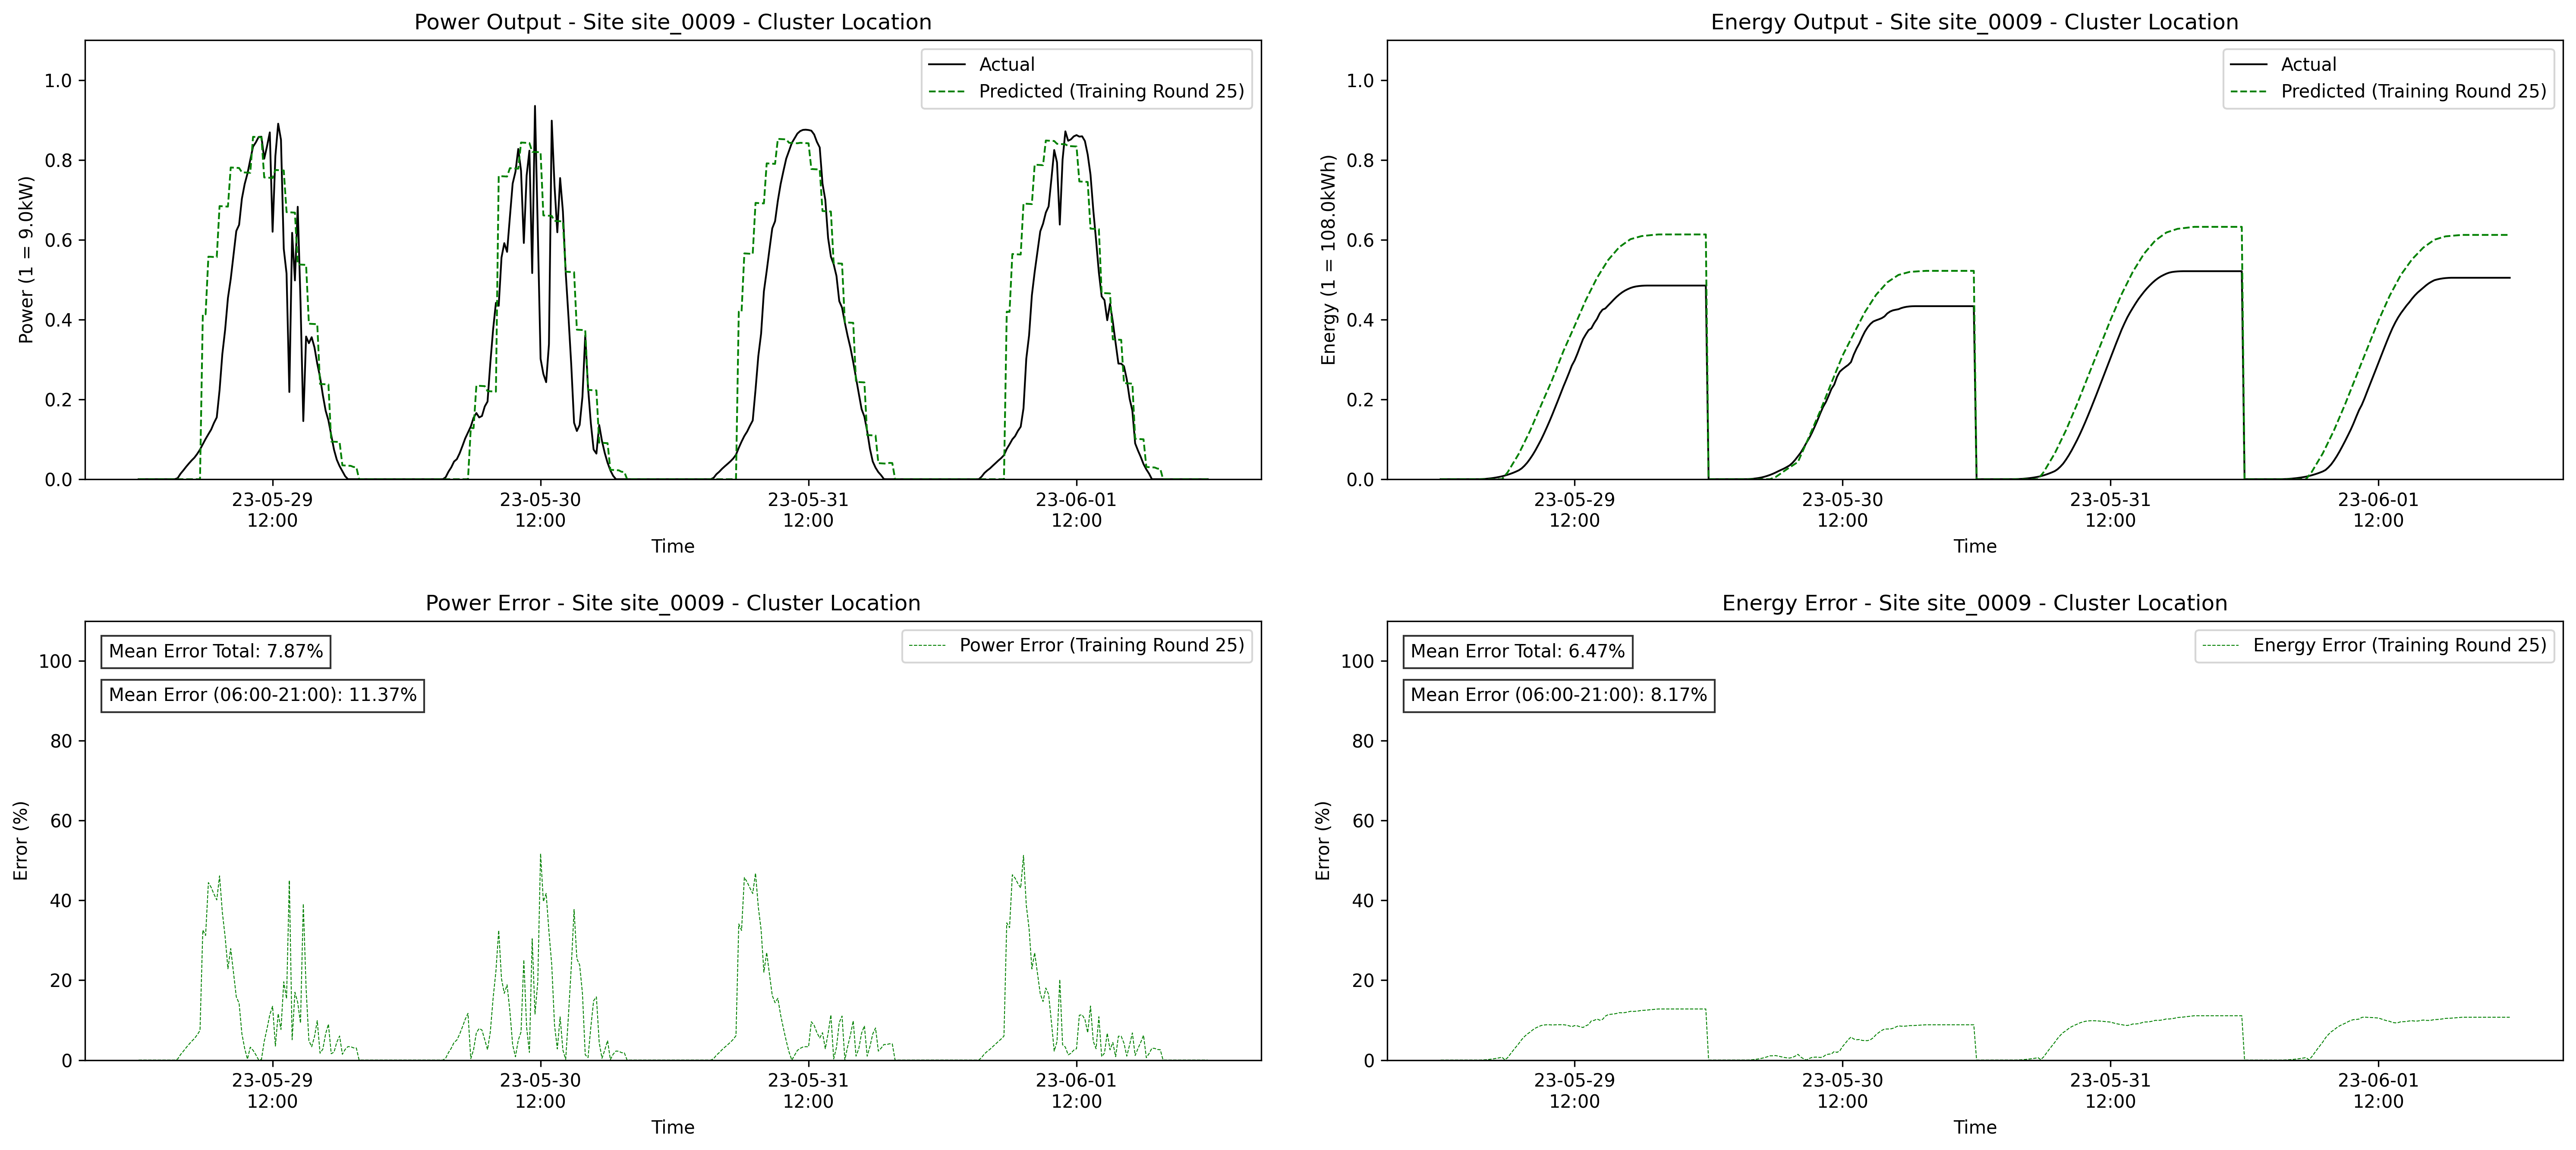 Power Output - Site site_0009 - Cluster Location
Actual
Predicted (Training Round 25)
Power (1 = 9.0kW)
1.0
0.8
0.6
0.4
0.2
0.0
23-05-29
12:00
23-05-30
12:00
23-05-31
12:00
23-06-01
12:00
Time
Energy Output - Site site_0009 - Cluster Location
Actual
Predicted (Training Round 25)
Energy (1 = 108.0kWh)
1.0
0.8
0.6
0.4
0.2
0.0
23-05-29
12:00
23-05-30
12:00
23-05-31
12:00
23-06-01
12:00
Time
Power Error - Site site_0009 - Cluster Location
Mean Error Total: 7.87%
Mean Error (06:00-21:00): 11.37%
Power Error (Training Round 25)
Error (%)
100
80
60
40
20
0
23-05-29
12:00
23-05-30
12:00
23-05-31
12:00
23-06-01
12:00
Time
Energy Error - Site site_0009 - Cluster Location
Mean Error Total: 6.47%
Mean Error (06:00-21:00): 8.17%
Energy Error (Training Round 25)
Error (%)
100
80
60
40
20
0
23-05-29
12:00
23-05-30
12:00
23-05-31
12:00
23-06-01
12:00
Time